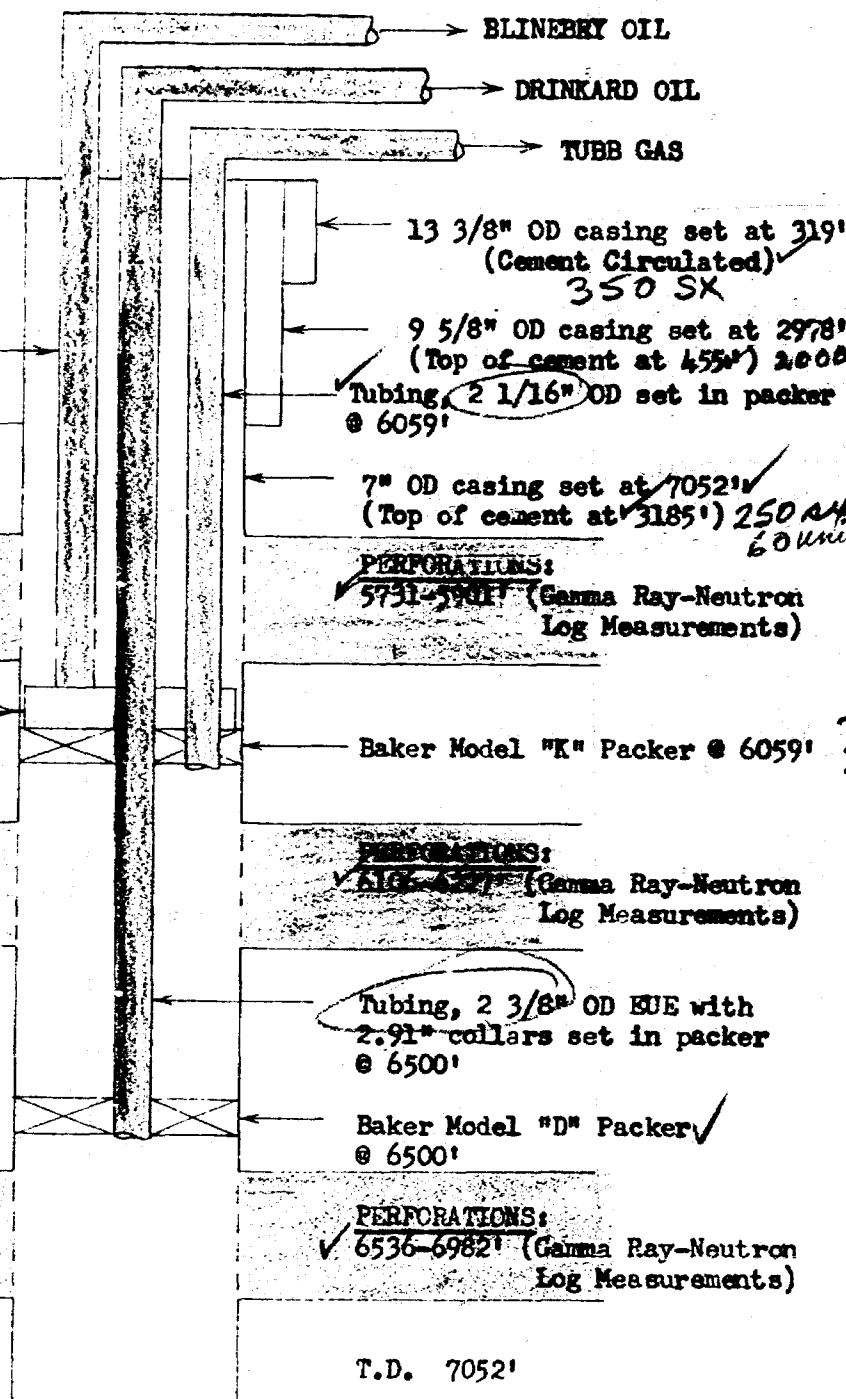 BLINEBRY OIL
DRINKARD OIL
TUBB GAS
13 3/8" OD casing set at 319'
(Cement Circulated)
350 SX
9 5/8" OD casing set at 2978'
(Top of cement at 455') 2000
Tubing, 2 1/16" OD set in packer
@ 6059'
7" OD casing set at 7052'
(Top of cement at 3185') 250
60
PERFORATIONS:
5731-5901' (Gamma Ray-Neutron
Log Measurements)
Baker Model "K" Packer @ 6059'
PERFORATIONS:
(Gamma Ray-Neutron
Log Measurements)
Tubing, 2 3/8" OD EUE with
2.91" collars set in packer
@ 6500'
Baker Model "D" Packer
@ 6500'
PERFORATIONS:
6536-6982' (Gamma Ray-Neutron
Log Measurements)
T.D. 7052'